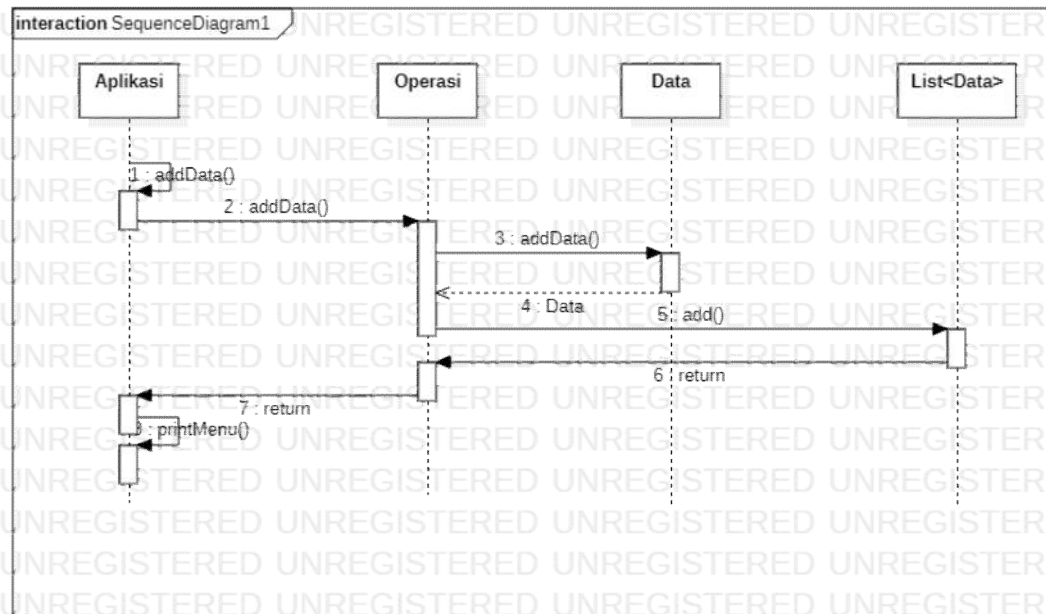 interaction SequenceDiagram1
Aplikasi
Operasi
Data
List<Data>
1 : addData()
2 : addData()
3 : addData()
4 : Data
5 : add()
6 : return
7 : return
8 : printMenu()
UNREGISTERED